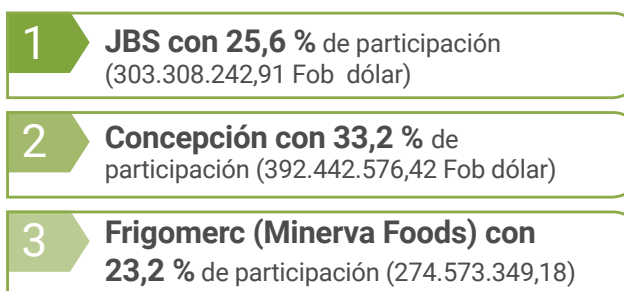 1
JBS con 25,6 % de participación
(303.308.242,91 Fob dólar)
2
Concepción con 33,2 % de
participación (392.442.576,42 Fob dólar)
3
Frigomerc (Minerva Foods) con
23,2 % de participación (274.573.349,18)